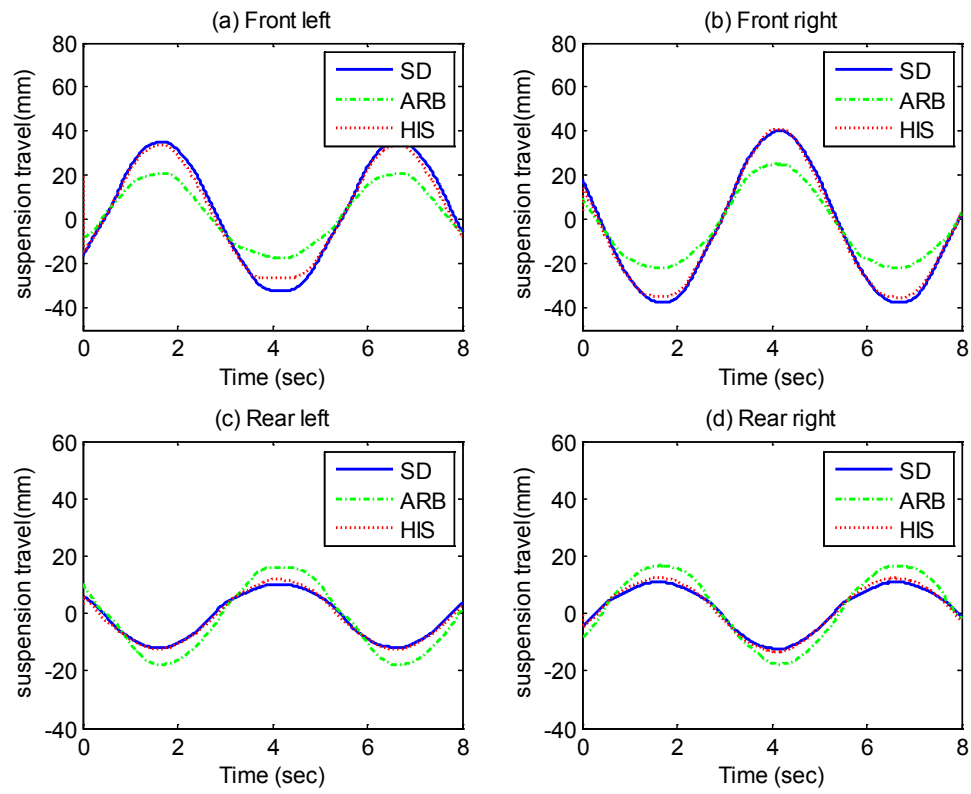 (a) Front left
(b) Front right
80
60
40
20
0
-20
-40
suspension travel(mm)
SD
ARB
HIS
0 2 4 6 8
Time (sec)
80
60
40
20
0
-20
-40
suspension travel(mm)
SD
ARB
HIS
0 2 4 6 8
Time (sec)
(c) Rear left
(d) Rear right
60
40
20
0
-20
-40
suspension travel(mm)
SD
ARB
HIS
0 2 4 6 8
Time (sec)
60
40
20
0
-20
-40
suspension travel(mm)
SD
ARB
HIS
0 2 4 6 8
Time (sec)